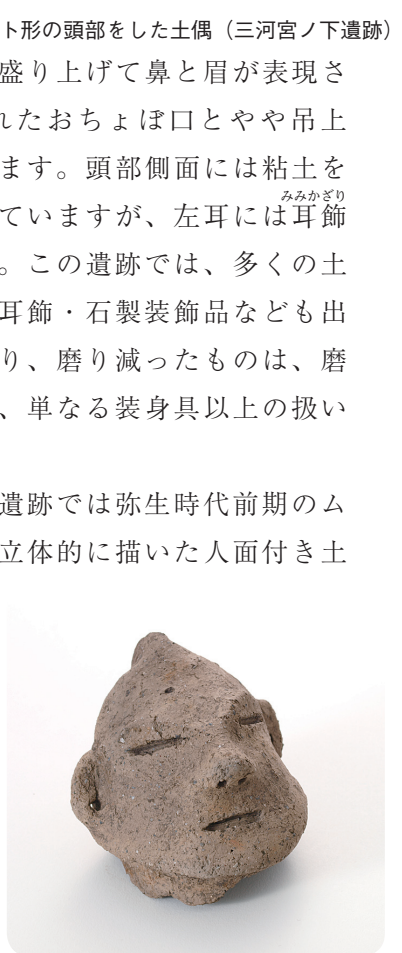 ト形の頭部をした土偶（三河宮ノ下遺跡）
盛り上げて鼻と眉が表現さ
れたおちょぼ口とやや吊上
ます。頭部側面には粘土を
みみかざり
ていますが、左耳には耳飾
。この遺跡では、多くの土
耳飾・石製装飾品なども出
り、磨り減ったものは、磨
、単なる装身具以上の扱い
遺跡では弥生時代前期のム
立体的に描いた人面付き土